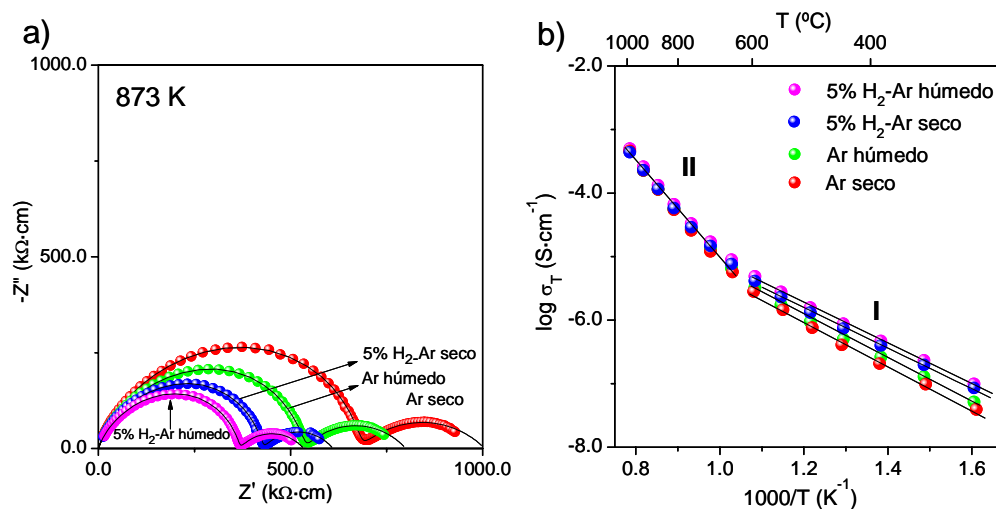 a)
1000.0
873 K
-Z'' (kΩ·cm)
500.0
5% H2-Ar seco
Ar húmedo
Ar seco
5% H2-Ar húmedo
0.0
0.0
500.0
1000.0
Z' (kΩ·cm)
b)
T (ºC)
1000 800 600 400
-2.0
5% H2-Ar húmedo
5% H2-Ar seco
Ar húmedo
Ar seco
II
-4.0
log σT (S·cm-1)
I
-6.0
-8.0
0.8 1.0 1.2 1.4 1.6
1000/T (K-1)